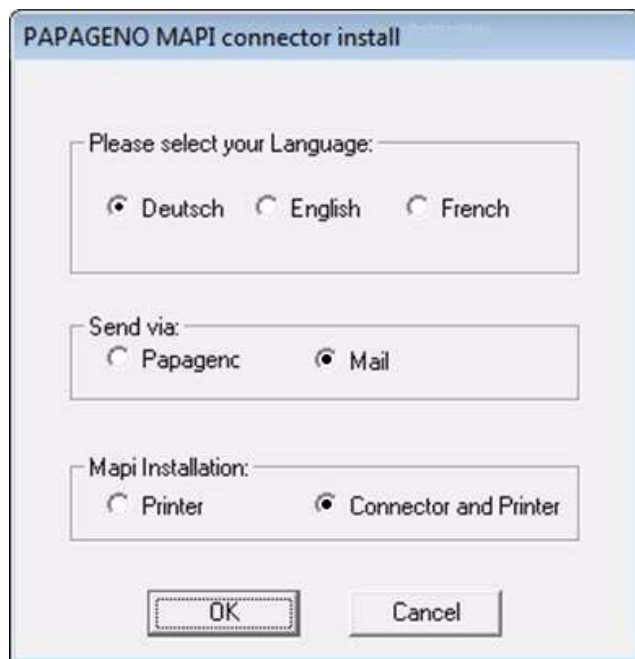 PAPAGENO MAPI connector install
Please select your Language:
Deutsch English French
Send via:
Papagenc Mail
Mapi Installation:
Printer Connector and Printer
OK Cancel